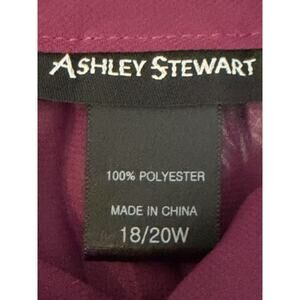 ASHLEY STEWART
100% POLYESTER
MADE IN CHINA
18/20W